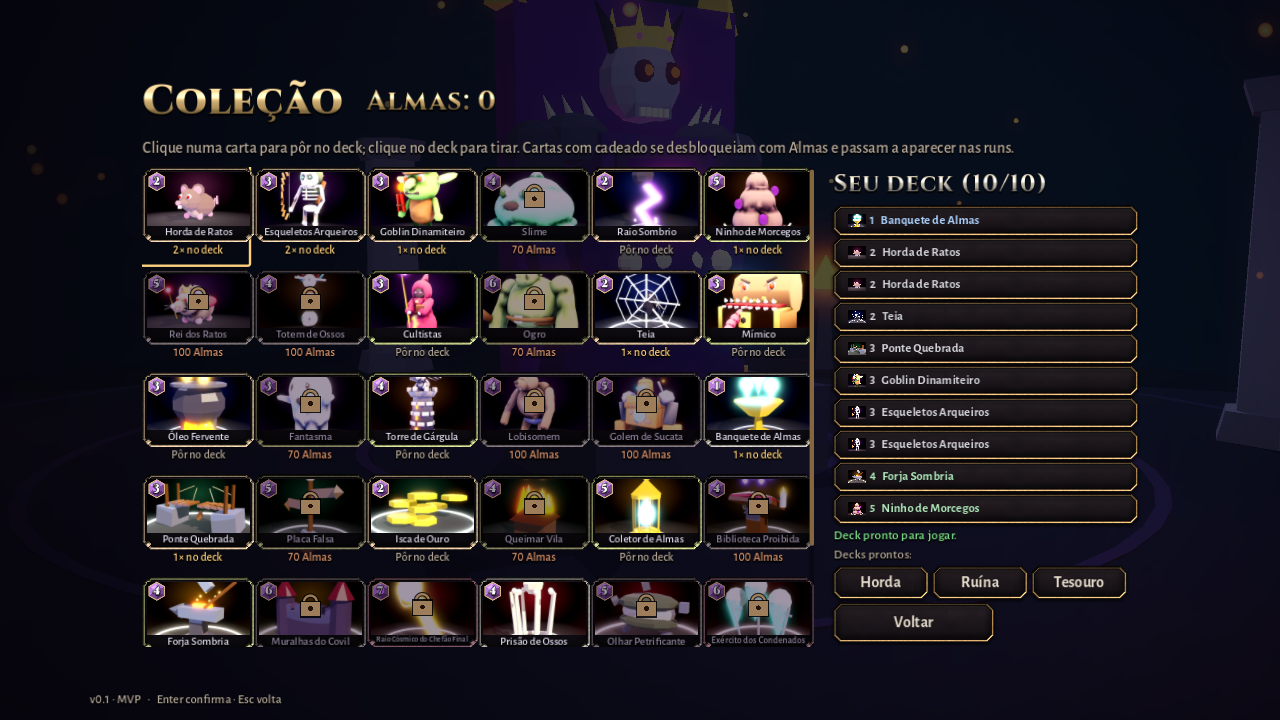 Coleção Almas: 0
Clique numa carta para pôr no deck; clique no deck para tirar. Cartas com cadeado se desbloqueiam com Almas e passam a aparecer nas runs.
2 3 3 4 2 5
Horda de Ratos Esqueletos Arqueiros Goblin Dinamiteiro Slime Raio Sombrio Ninho de Morcegos
2× no deck 2× no deck 1× no deck 70 Almas Pôr no deck 1× no deck
5 4 3 6 2 3
Rei dos Ratos Totem de Ossos Cultistas Ogro Teia Mímico
100 Almas 100 Almas Pôr no deck 70 Almas 1× no deck Pôr no deck
3 3 4 4 5 1
Óleo Fervente Fantasma Torre de Gárgula Lobisomem Golem de Sucata Banquete de Almas
Pôr no deck 70 Almas Pôr no deck 100 Almas 100 Almas 1× no deck
3 5 2 4 5 4
Ponte Quebrada Placa Falsa Isca de Ouro Queimar Vila Coletor de Almas Biblioteca Proibida
1× no deck 70 Almas Pôr no deck 70 Almas Pôr no deck 100 Almas
4 6 7 4 5 6
Forja Sombria Muralhas do Covil Raio Cósmico do Chefão Final Prisão de Ossos Olhar Petrificante Exército dos Condenados
Seu deck (10/10)
1 Banquete de Almas
2 Horda de Ratos
2 Horda de Ratos
2 Teia
3 Ponte Quebrada
3 Goblin Dinamiteiro
3 Esqueletos Arqueiros
3 Esqueletos Arqueiros
4 Forja Sombria
5 Ninho de Morcegos
Deck pronto para jogar.
Decks prontos:
Horda Ruína Tesouro
Voltar
v0.1 · MVP · Enter confirma · Esc volta